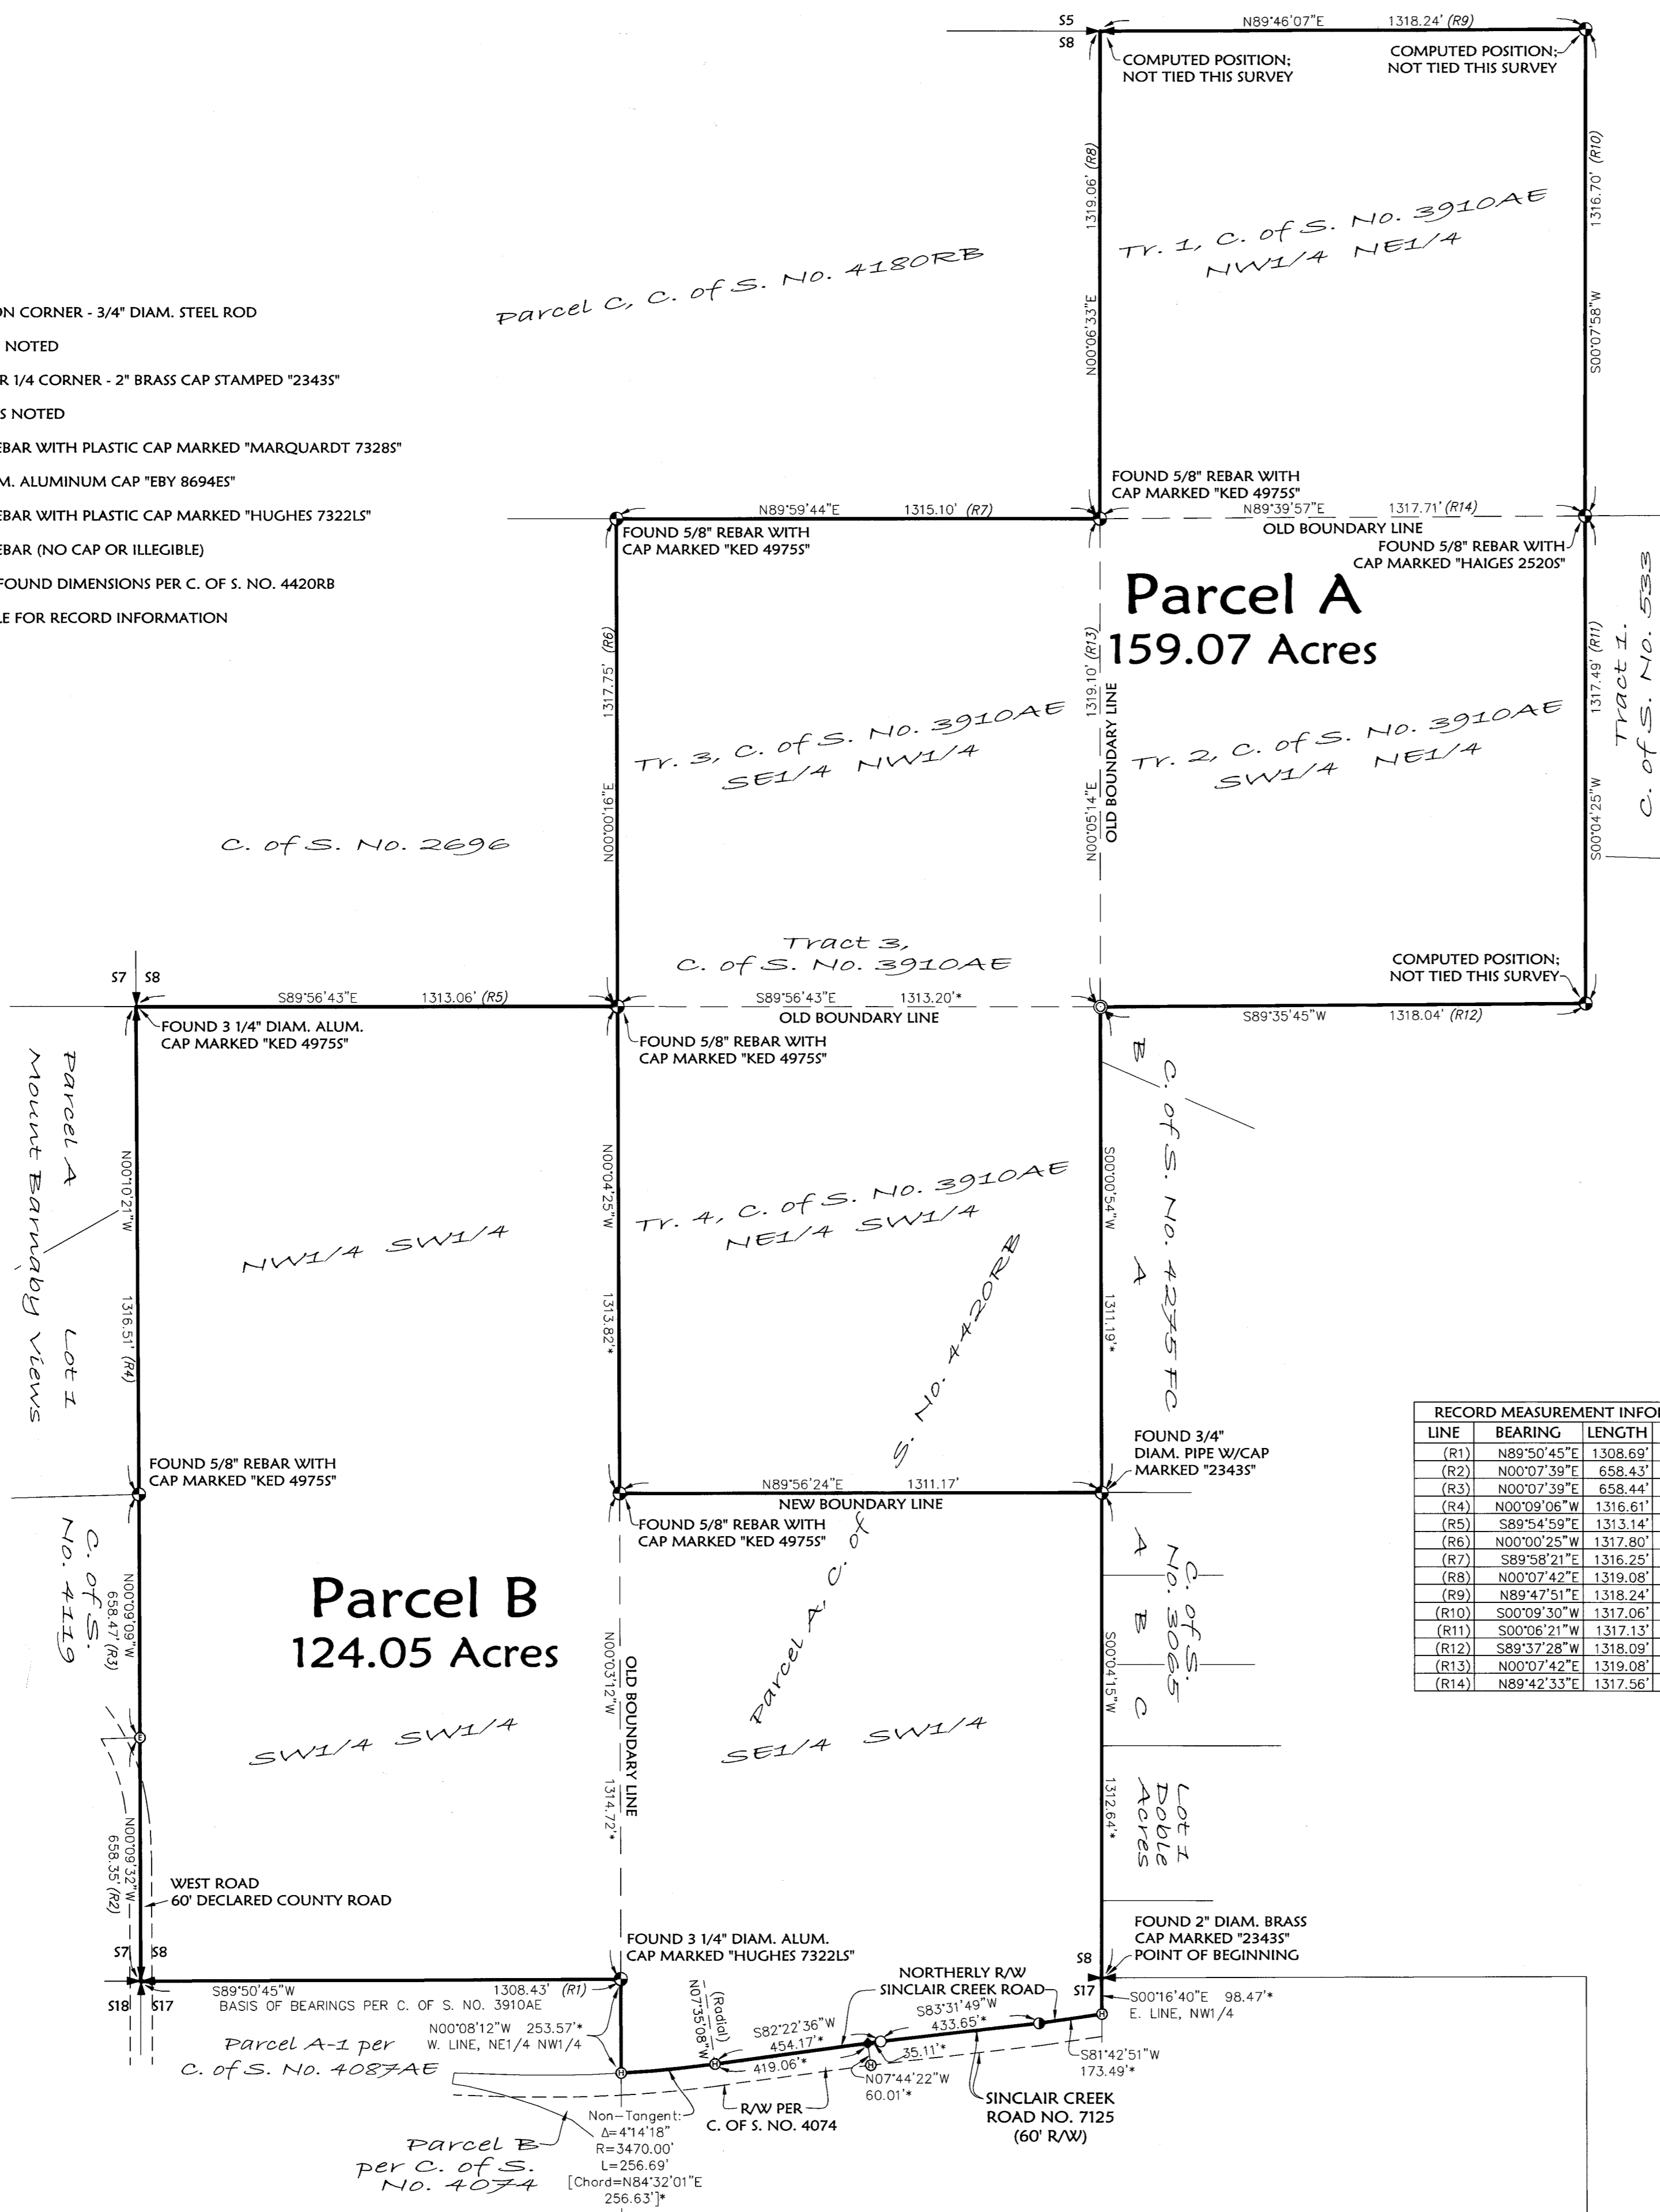 S5
S8
N89°46'07"E 1318.24' (R9)
COMPUTED POSITION;
NOT TIED THIS SURVEY
COMPUTED POSITION;
NOT TIED THIS SURVEY
1319.06' (R8)
N00°06'33"E
1316.70' (R10)
S00°07'58"W
Tr. 1, C. of S. No. 3910AE
NW1/4 NE1/4
Parcel C, C. of S. No. 4180RB
ON CORNER - 3/4" DIAM. STEEL ROD
NOTED
R 1/4 CORNER - 2" BRASS CAP STAMPED "2343S"
S NOTED
EBAR WITH PLASTIC CAP MARKED "MARQUARDT 7328S"
M. ALUMINUM CAP "EBY 8694ES"
EBAR WITH PLASTIC CAP MARKED "HUGHES 7322LS"
EBAR (NO CAP OR ILLEGIBLE)
FOUND DIMENSIONS PER C. OF S. NO. 4420RB
LE FOR RECORD INFORMATION
FOUND 5/8" REBAR WITH
CAP MARKED "KED 4975S"
N89°59'44"E 1315.10' (R7)
N89°39'57"E 1317.71' (R14)
OLD BOUNDARY LINE
FOUND 5/8" REBAR WITH
CAP MARKED "KED 4975S"
FOUND 5/8" REBAR WITH
CAP MARKED "HAIGES 2520S"
Parcel A
159.07 Acres
1317.75' (R6)
N00°00'16"E
1319.10' (R13)
N00°05'14"E
OLD BOUNDARY LINE
1317.49' (R11)
S00°04'25"W
Tract 1.
C. of S. No. 533
Tr. 3, C. of S. No. 3910AE
SE1/4 NW1/4
Tr. 2, C. of S. No. 3910AE
SW1/4 NE1/4
C. of S. No. 2696
Tract 3,
C. of S. No. 3910AE
COMPUTED POSITION;
NOT TIED THIS SURVEY
S7 S8
S89°56'43"E 1313.06' (R5)
S89°56'43"E 1313.20'*
OLD BOUNDARY LINE
S89°35'45"W 1318.04' (R12)
FOUND 3 1/4" DIAM. ALUM.
CAP MARKED "KED 4975S"
FOUND 5/8" REBAR WITH
CAP MARKED "KED 4975S"
Parcel A Lot 1
Mount Barnaby Views
N00°10'21"W 1316.51' (R4)
N00°04'25"W 1313.82'*
S00°00'54"W 1311.19'*
B A
C. of S. No. 4275FC
NW1/4 SW1/4
Tr. 4, C. of S. No. 3910AE
NE1/4 SW1/4
Parcel A, C. of S. No. 4420RB
FOUND 5/8" REBAR WITH
CAP MARKED "KED 4975S"
FOUND 3/4"
DIAM. PIPE W/CAP
MARKED "2343S"
N89°56'24"E 1311.17'
NEW BOUNDARY LINE
FOUND 5/8" REBAR WITH
CAP MARKED "KED 4975S"
RECORD MEASUREMENT INFO
LINE BEARING LENGTH
(R1) N89°50'45"E 1308.69'
(R2) N00°07'39"E 658.43'
(R3) N00°07'39"E 658.44'
(R4) N00°09'06"W 1316.61'
(R5) S89°54'59"E 1313.14'
(R6) N00°00'25"W 1317.80'
(R7) S89°58'21"E 1316.25'
(R8) N00°07'42"E 1319.08'
(R9) N89°47'51"E 1318.24'
(R10) S00°09'30"W 1317.06'
(R11) S00°06'21"W 1317.13'
(R12) S89°37'28"W 1318.09'
(R13) N00°07'42"E 1319.08'
(R14) N89°42'33"E 1317.56'
C. of S.
No. 4119
N00°09'09"W
658.47' (R3)
Parcel B
124.05 Acres
N00°03'12"W 1314.72'*
OLD BOUNDARY LINE
S00°04'15"W 1312.64'*
A B C
C. of S.
No. 3065
SW1/4 SW1/4
SE1/4 SW1/4
Lot 1
Doble
Acres
N00°09'32"W
658.35' (R2)
WEST ROAD
60' DECLARED COUNTY ROAD
FOUND 3 1/4" DIAM. ALUM.
CAP MARKED "HUGHES 7322LS"
FOUND 2" DIAM. BRASS
CAP MARKED "2343S"
POINT OF BEGINNING
S7 S8
S18 S17
S89°50'45"W 1308.43' (R1)
BASIS OF BEARINGS PER C. OF S. NO. 3910AE
S8
S17
NORTHERLY R/W
SINCLAIR CREEK ROAD
S00°16'40"E 98.47'*
E. LINE, NW1/4
Parcel A-1 per
C. of S. No. 4087AE
N00°08'12"W 253.57'*
W. LINE, NE1/4 NW1/4
N07°35'08"W
(Radial)
S82°22'36"W
454.17'*
419.06'*
S83°31'49"W
433.65'*
35.11'*
N07°44'22"W
60.01'*
S81°42'51"W
173.49'*
R/W PER
C. OF S. NO. 4074
SINCLAIR CREEK
ROAD NO. 7125
(60' R/W)
Non-Tangent:
Δ=4°14'18"
R=3470.00'
L=256.69'
[Chord=N84°32'01"E
256.63']*
Parcel B
per C. of S.
No. 4074